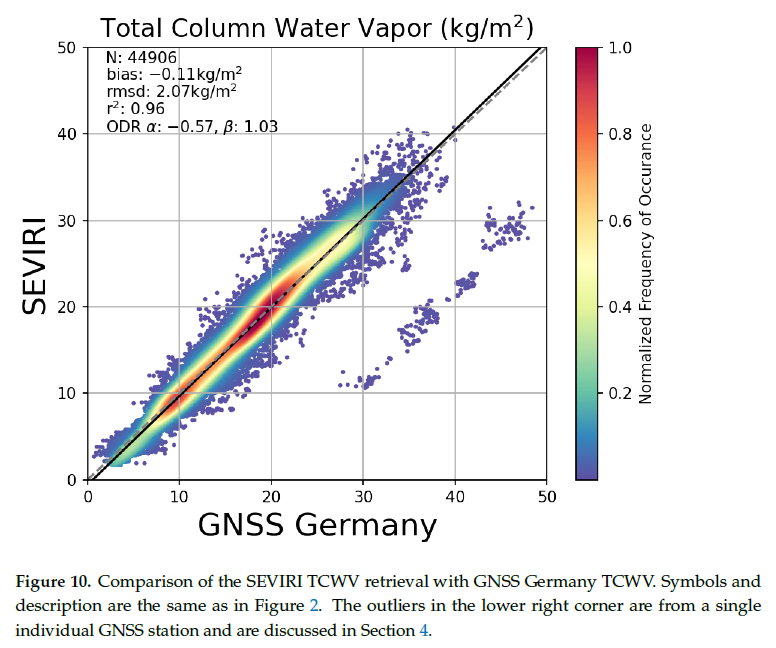 Total Column Water Vapor (kg/m²)
N: 44906
bias: −0.11kg/m²
rmsd: 2.07kg/m²
r²: 0.96
ODR α: −0.57, β: 1.03
50
40
30
20
10
0
SEVIRI
0 10 20 30 40 50
GNSS Germany
1.0
0.8
0.6
0.4
0.2
Normalized Frequency of Occurance
Figure 10. Comparison of the SEVIRI TCWV retrieval with GNSS Germany TCWV. Symbols and
description are the same as in Figure 2. The outliers in the lower right corner are from a single
individual GNSS station and are discussed in Section 4.